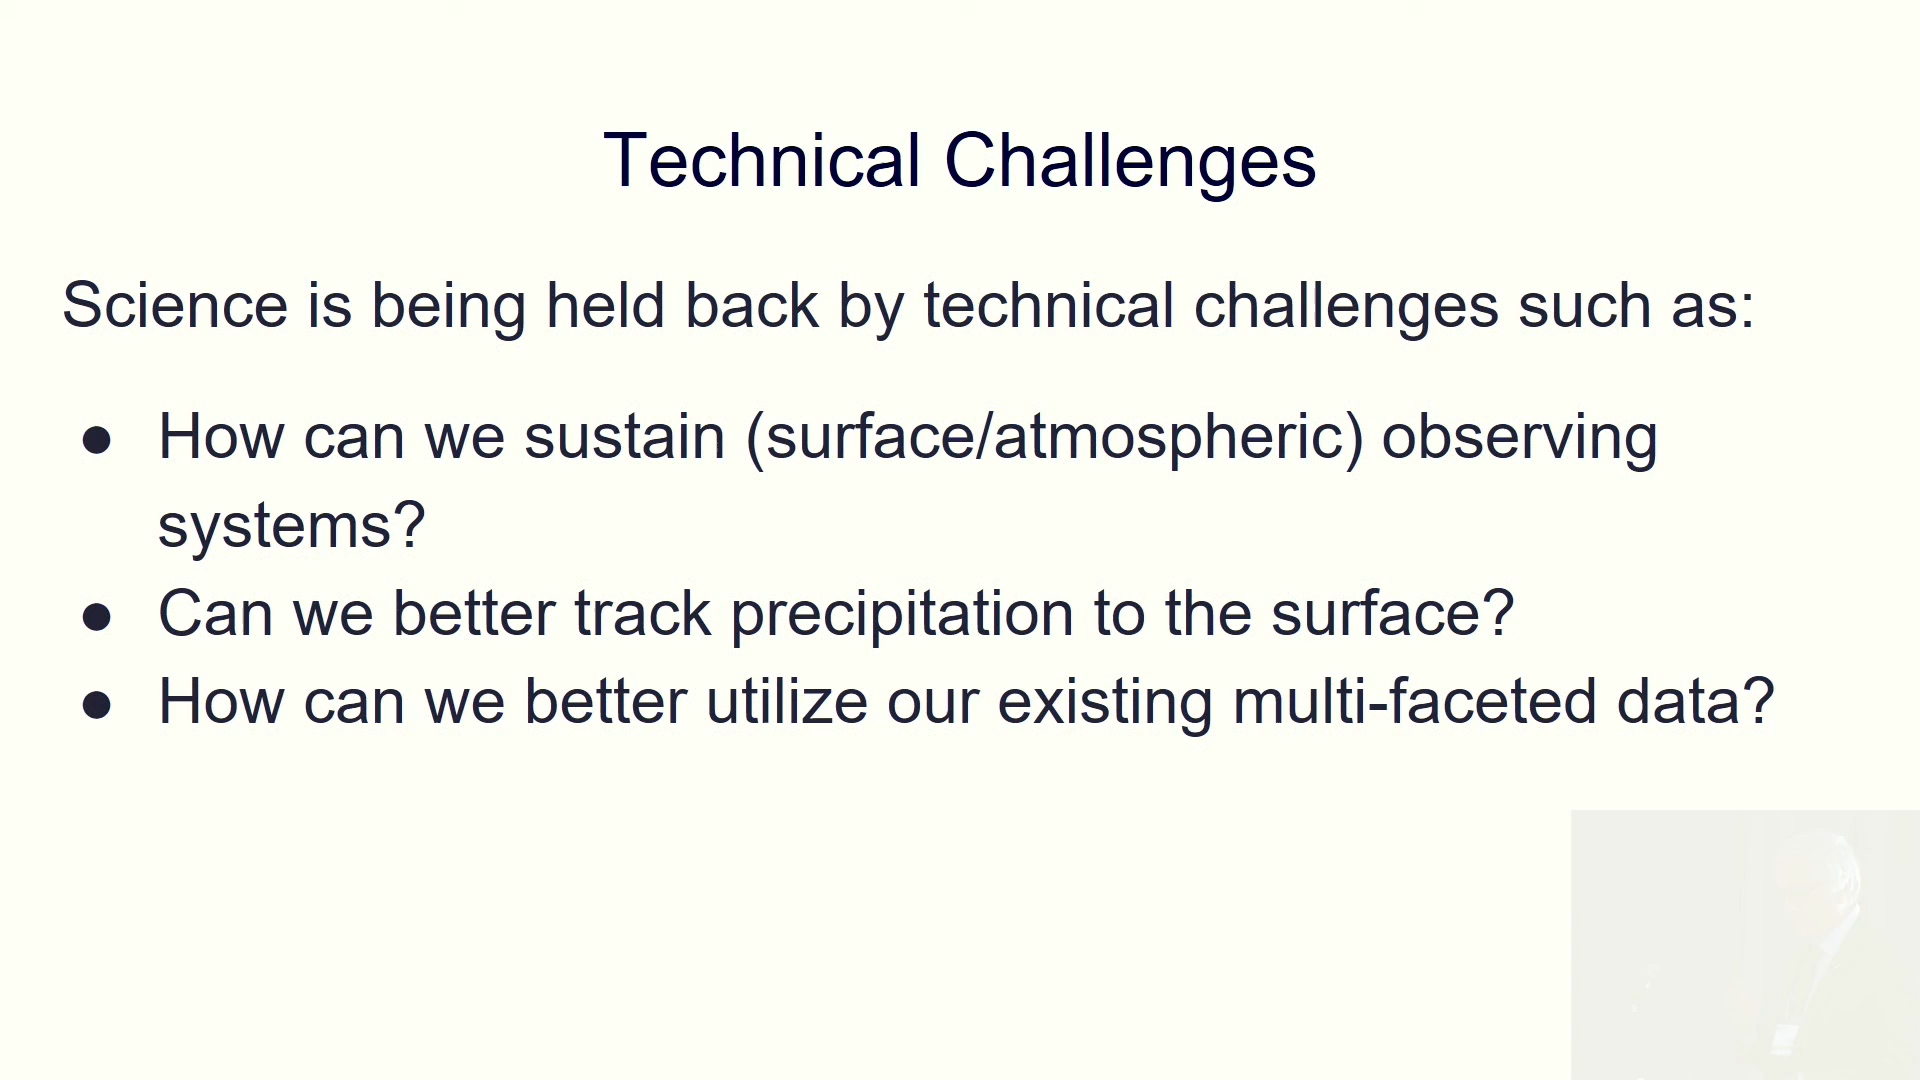 Technical Challenges
Science is being held back by technical challenges such as:
● How can we sustain (surface/atmospheric) observing
systems?
● Can we better track precipitation to the surface?
● How can we better utilize our existing multi-faceted data?